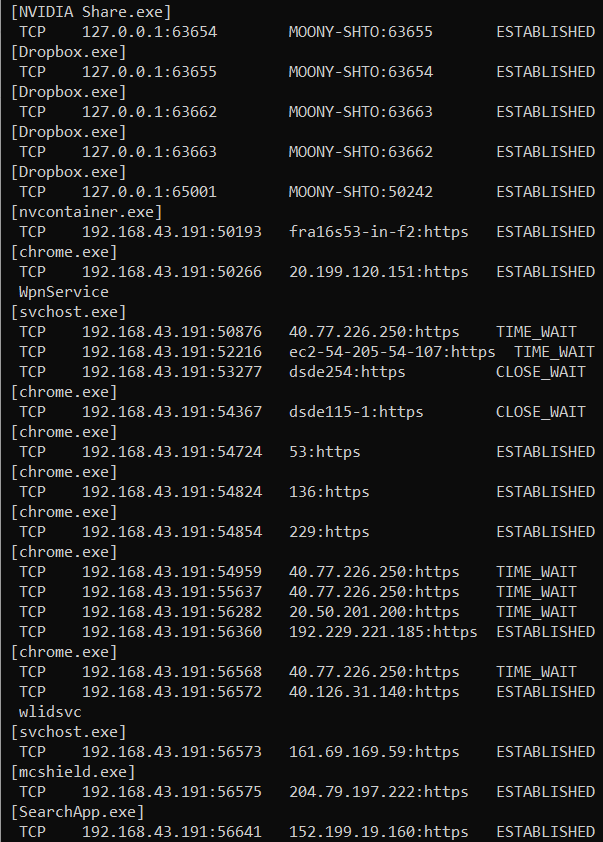 [NVIDIA Share.exe]
TCP 127.0.0.1:63654 MOONY-SHTO:63655 ESTABLISHED
[Dropbox.exe]
TCP 127.0.0.1:63655 MOONY-SHTO:63654 ESTABLISHED
[Dropbox.exe]
TCP 127.0.0.1:63662 MOONY-SHTO:63663 ESTABLISHED
[Dropbox.exe]
TCP 127.0.0.1:63663 MOONY-SHTO:63662 ESTABLISHED
[Dropbox.exe]
TCP 127.0.0.1:65001 MOONY-SHTO:50242 ESTABLISHED
[nvcontainer.exe]
TCP 192.168.43.191:50193 fra16s53-in-f2:https ESTABLISHED
[chrome.exe]
TCP 192.168.43.191:50266 20.199.120.151:https ESTABLISHED
WpnService
[svchost.exe]
TCP 192.168.43.191:50876 40.77.226.250:https TIME_WAIT
TCP 192.168.43.191:52216 ec2-54-205-54-107:https TIME_WAIT
TCP 192.168.43.191:53277 dsde254:https CLOSE_WAIT
[chrome.exe]
TCP 192.168.43.191:54367 dsde115-1:https CLOSE_WAIT
[chrome.exe]
TCP 192.168.43.191:54724 53:https ESTABLISHED
[chrome.exe]
TCP 192.168.43.191:54824 136:https ESTABLISHED
[chrome.exe]
TCP 192.168.43.191:54854 229:https ESTABLISHED
[chrome.exe]
TCP 192.168.43.191:54959 40.77.226.250:https TIME_WAIT
TCP 192.168.43.191:55637 40.77.226.250:https TIME_WAIT
TCP 192.168.43.191:56282 20.50.201.200:https TIME_WAIT
TCP 192.168.43.191:56360 192.229.221.185:https ESTABLISHED
[chrome.exe]
TCP 192.168.43.191:56568 40.77.226.250:https TIME_WAIT
TCP 192.168.43.191:56572 40.126.31.140:https ESTABLISHED
wlidsvc
[svchost.exe]
TCP 192.168.43.191:56573 161.69.169.59:https ESTABLISHED
[mcshield.exe]
TCP 192.168.43.191:56575 204.79.197.222:https ESTABLISHED
[SearchApp.exe]
TCP 192.168.43.191:56641 152.199.19.160:https ESTABLISHED